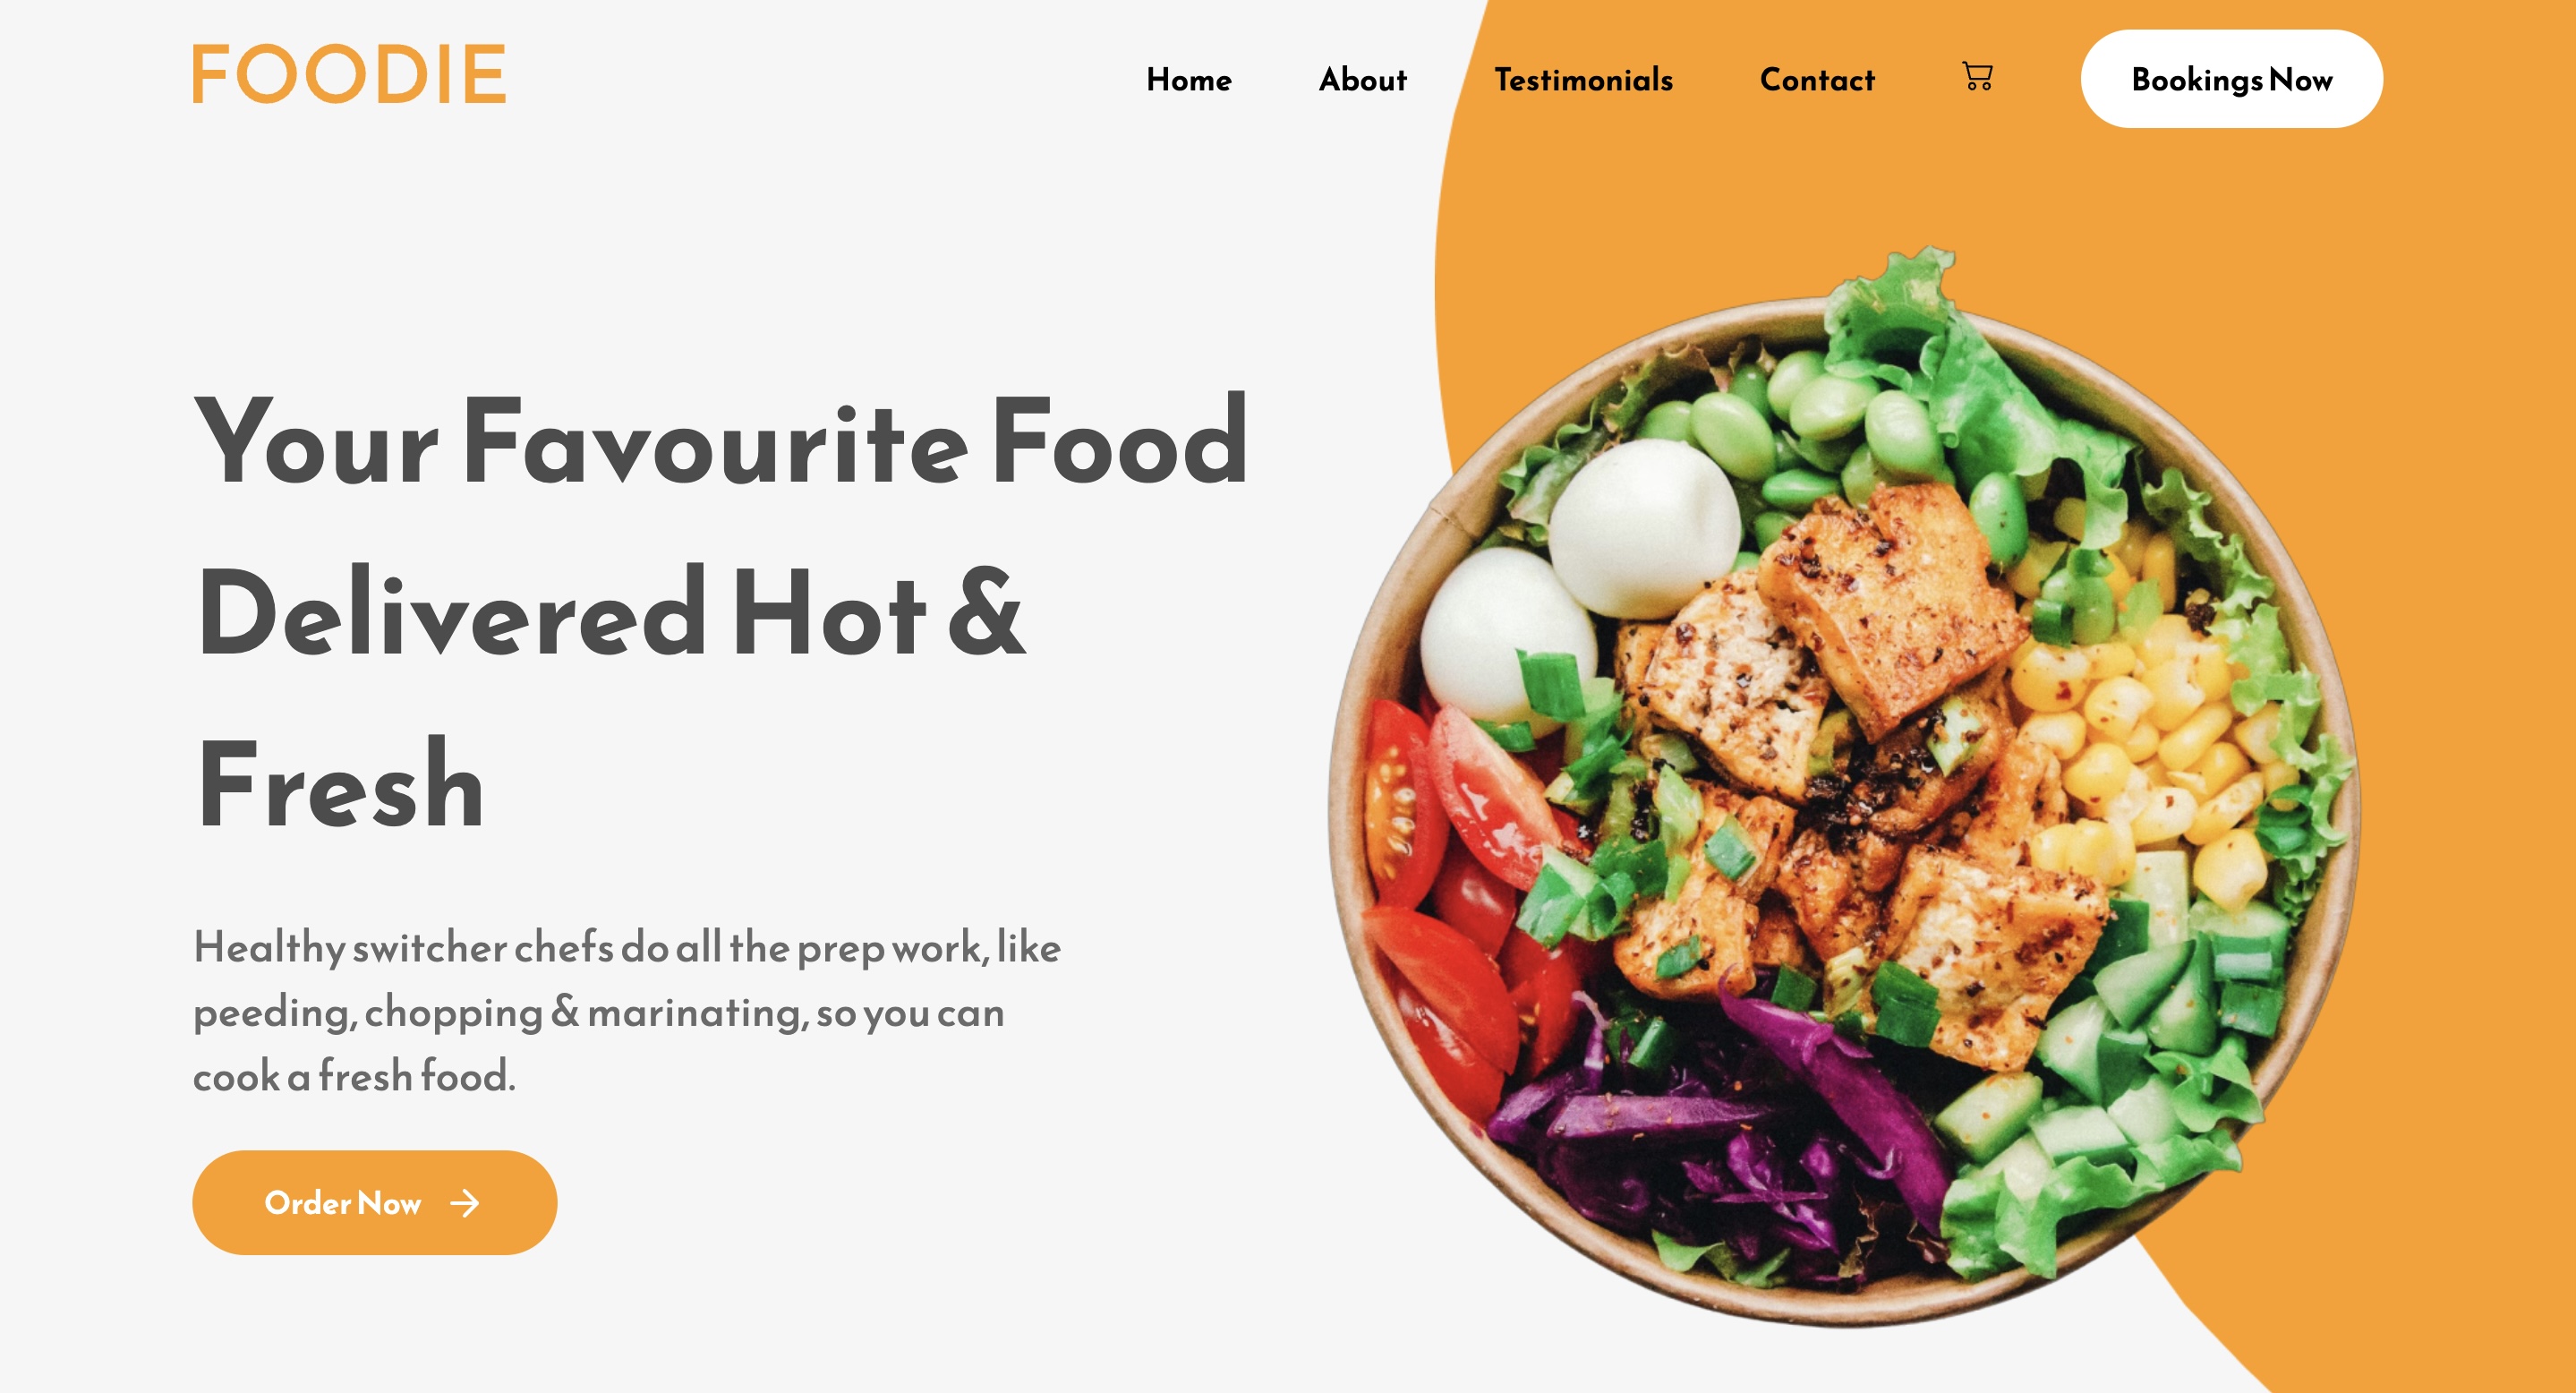 FOODIE
Home
About
Testimonials
Contact
Bookings Now
Your Favourite Food
Delivered Hot &
Fresh
Healthy switcher chefs do all the prep work, like
peeding, chopping & marinating, so you can
cook a fresh food.
Order Now